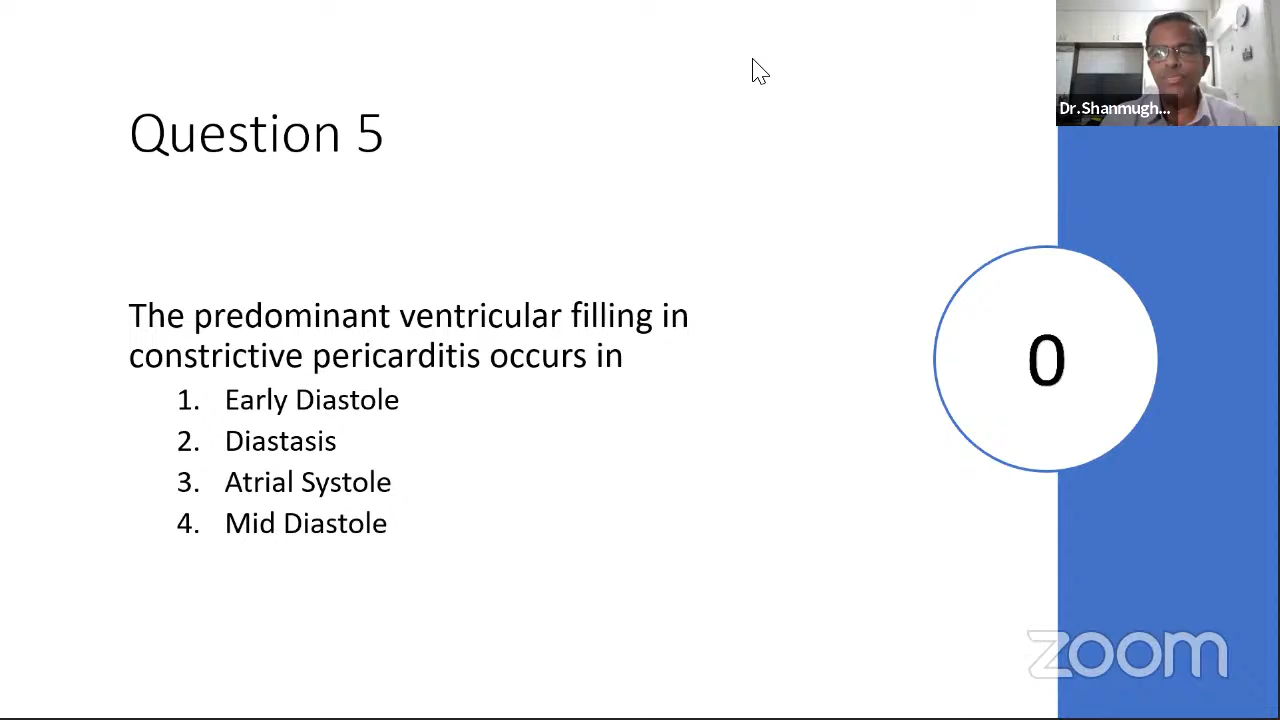 Dr.Shanmugh...
Question 5
The predominant ventricular filling in
constrictive pericarditis occurs in
1. Early Diastole
2. Diastasis
3. Atrial Systole
4. Mid Diastole
0
zoom